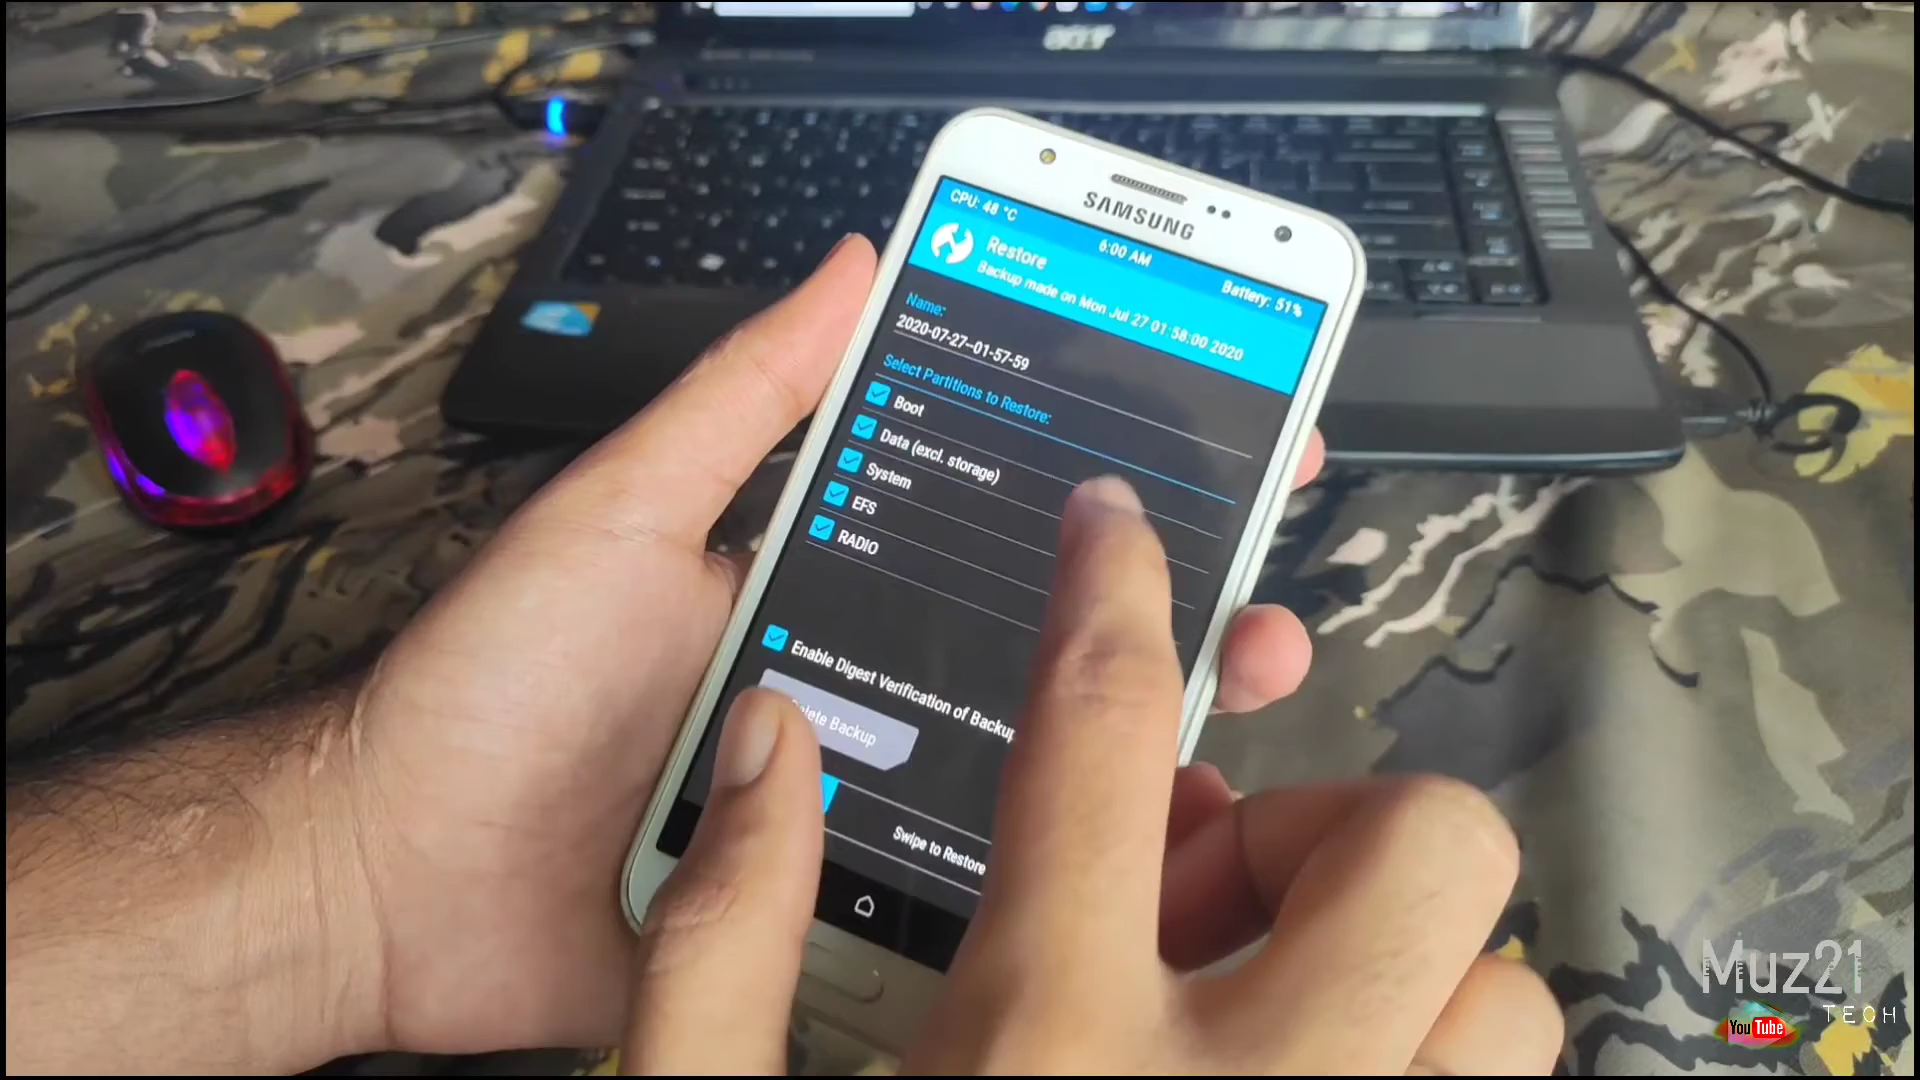 acer
SAMSUNG
CPU: 48 °C
6:00 AM
Battery: 51%
Restore
Backup made on Mon Jul 27 01:58:00 2020
Name:
2020-07-27--01-57-59
Select Partitions to Restore:
Boot
Data (excl. storage)
System
EFS
RADIO
Enable Digest Verification of Backup
Backup
Swipe to Restore
Muz21
TECH
YouTube